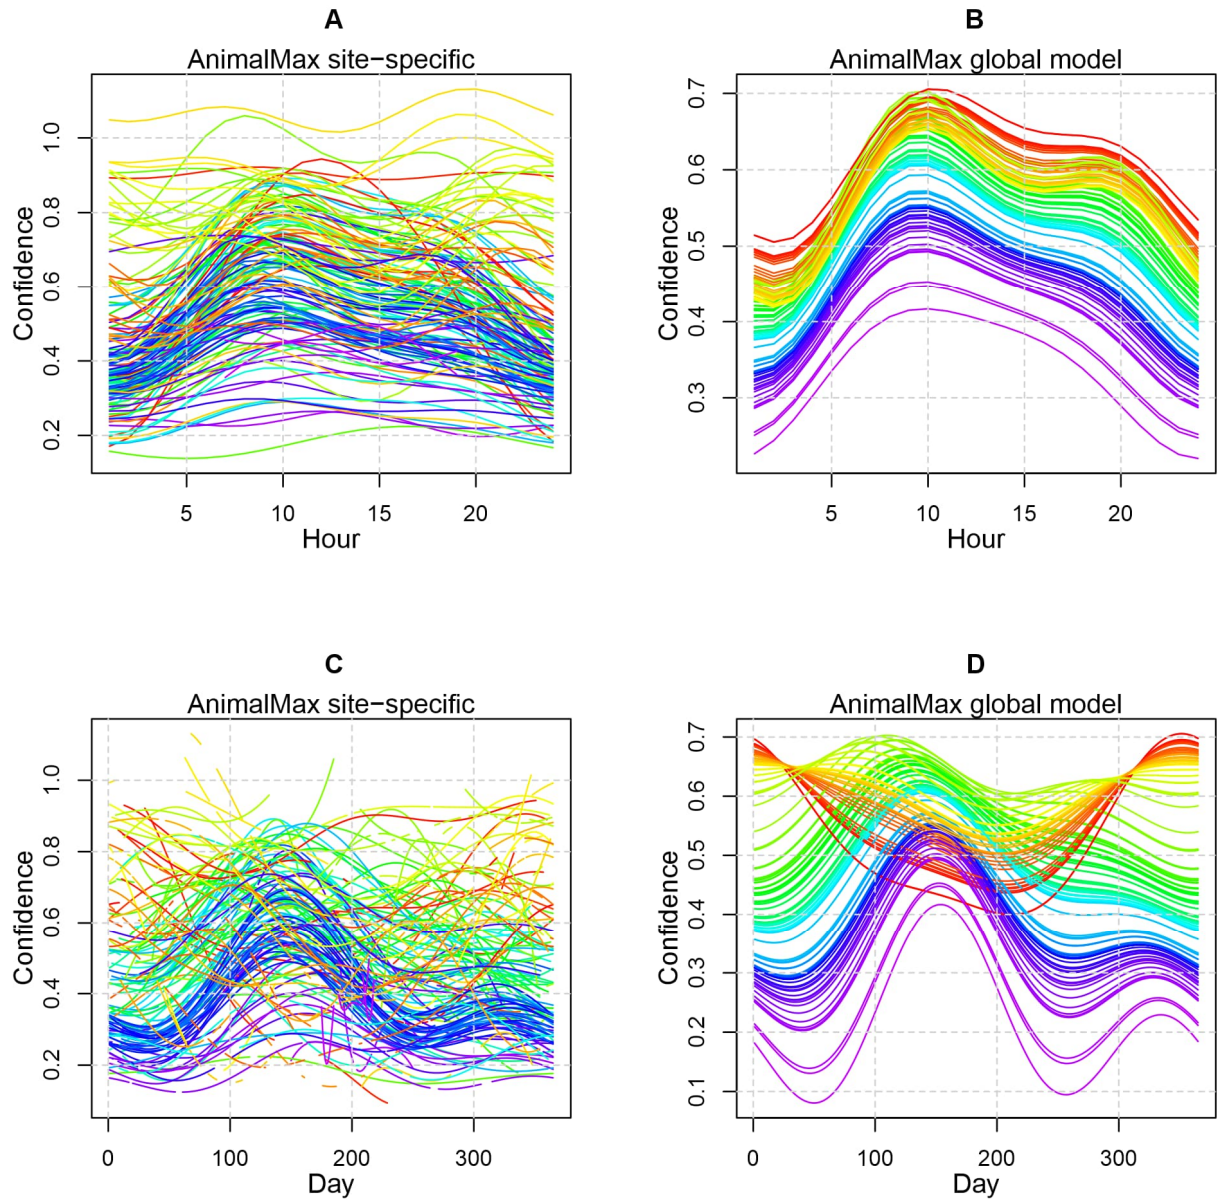 A
AnimalMax site−specific
Confidence
0.2 0.4 0.6 0.8 1.0
5 10 15 20
Hour
B
AnimalMax global model
Confidence
0.3 0.4 0.5 0.6 0.7
5 10 15 20
Hour
C
AnimalMax site−specific
Confidence
0.2 0.4 0.6 0.8 1.0
0 100 200 300
Day
D
AnimalMax global model
Confidence
0.1 0.2 0.3 0.4 0.5 0.6 0.7
0 100 200 300
Day